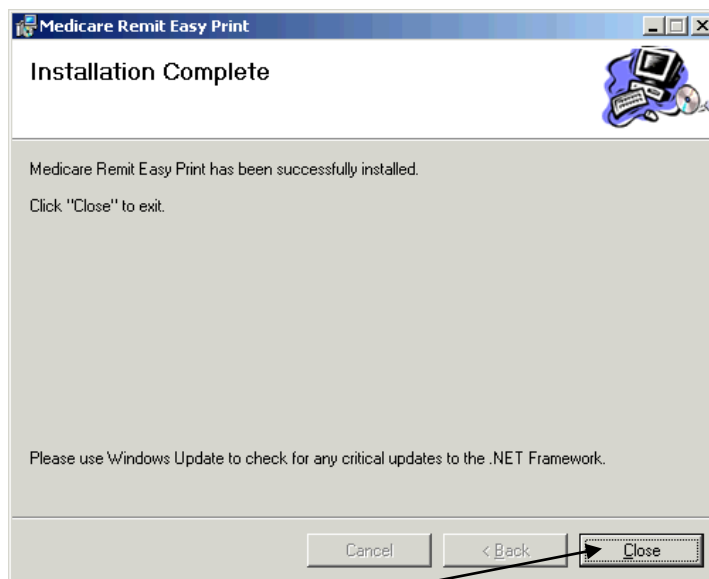 Medicare Remit Easy Print
Installation Complete
Medicare Remit Easy Print has been successfully installed.
Click "Close" to exit.
Please use Windows Update to check for any critical updates to the .NET Framework.
Cancel < Back Close